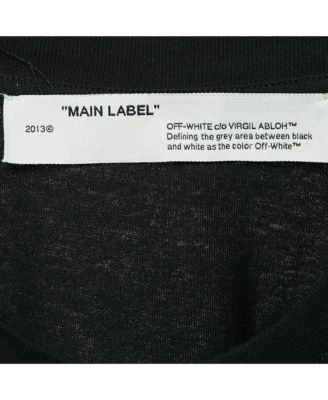 "MAIN LABEL"
2013©
OFF-WHITE c/o VIRGIL ABLOH™
Defining the grey area between black
and white as the color Off-White™